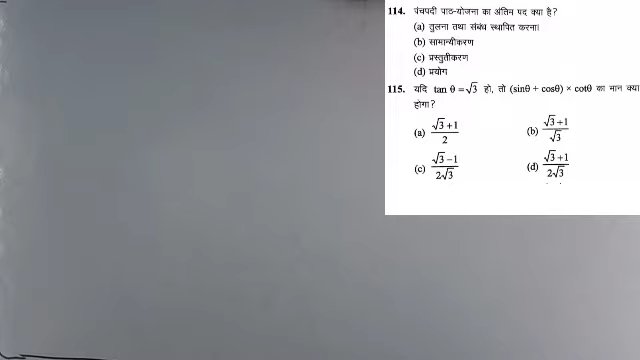 114. पंचपदी पाठ-योजना का अंतिम पद क्या है?
(a) तुलना तथा संबंध स्थापित करना।
(b) सामान्यीकरण
(c) प्रस्तुतीकरण
(d) प्रयोग
115. यदि tan θ = √3 हो, तो (sinθ + cosθ) × cotθ का मान क्या
होगा?
(a) (√3 + 1)/2 (b) (√3 + 1)/√3
(c) (√3 − 1)/2√3 (d) (√3 + 1)/2√3